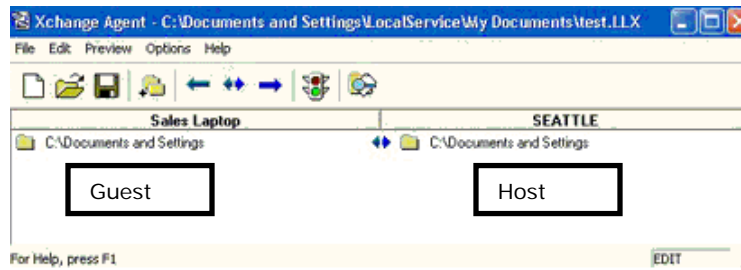 Xchange Agent - C:\Documents and Settings\LocalService\My Documents\test.LLX
File Edit Preview Options Help
Sales Laptop SEATTLE
C:\Documents and Settings C:\Documents and Settings
Guest Host
For Help, press F1 EDIT